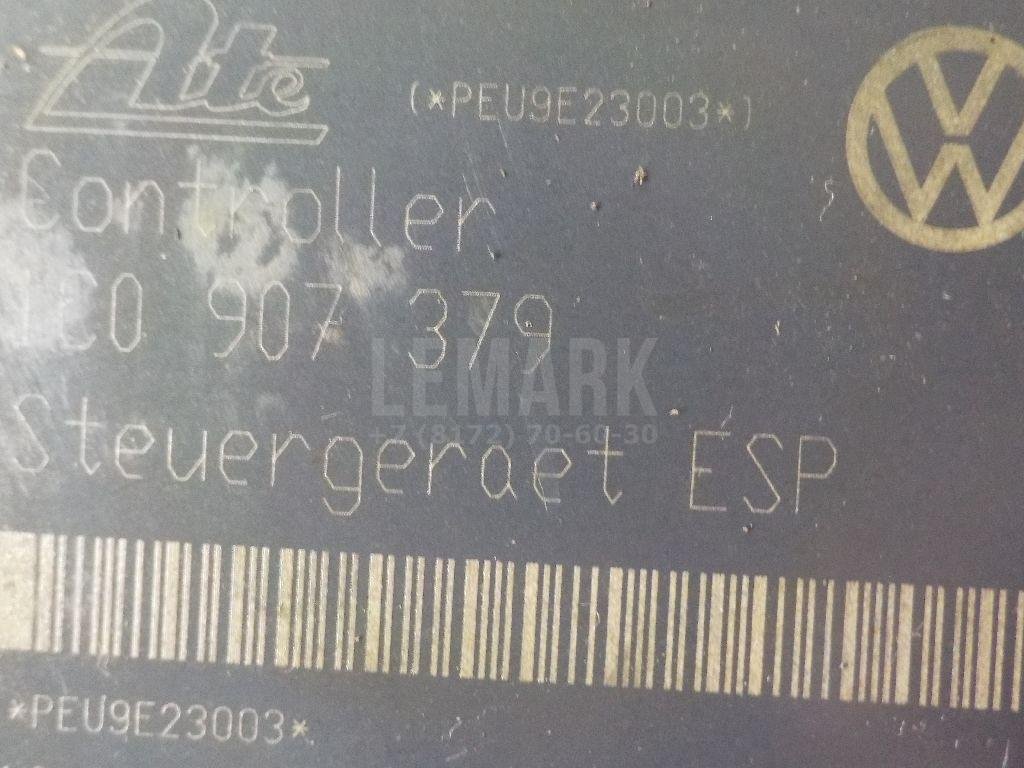 Ate
(*PEU9E23003*)
Controller
1C0 907 379
LEMARK
+7 (8172) 70-60-30
Steuergeraet ESP
*PEU9E23003*